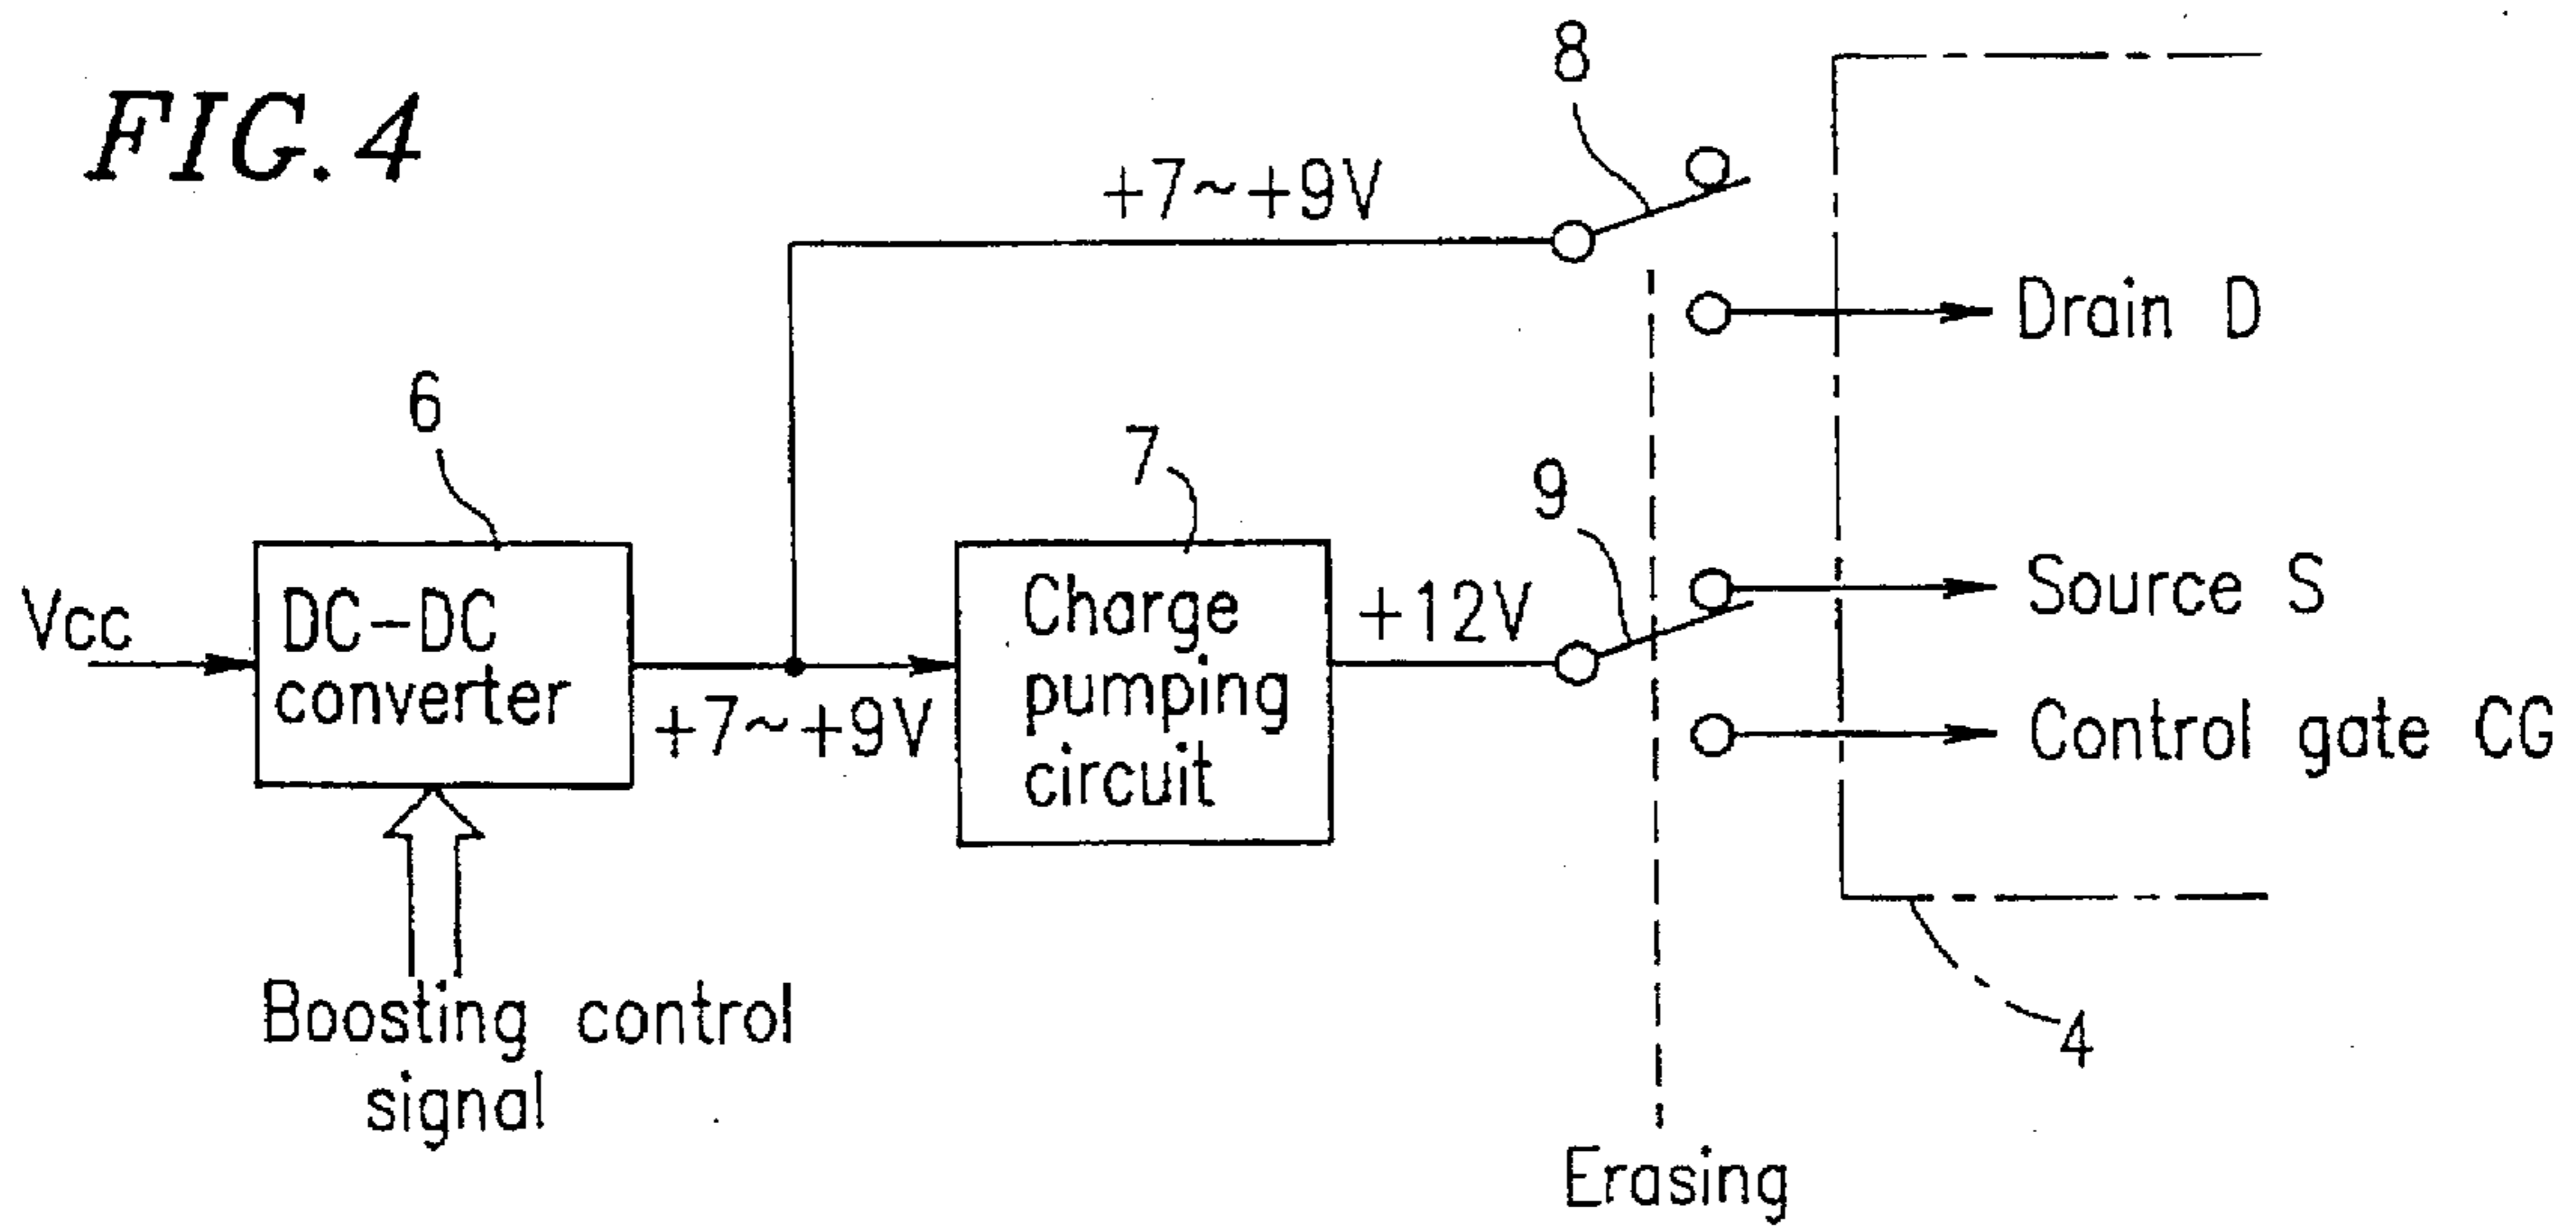 FIG. 4
8
+7~+9V
Drain D
6
7
9
Vcc
DC-DC
converter
+7~+9V
Charge
pumping
circuit
+12V
Source S
Control gate CG
Boosting control
signal
4
Erasing